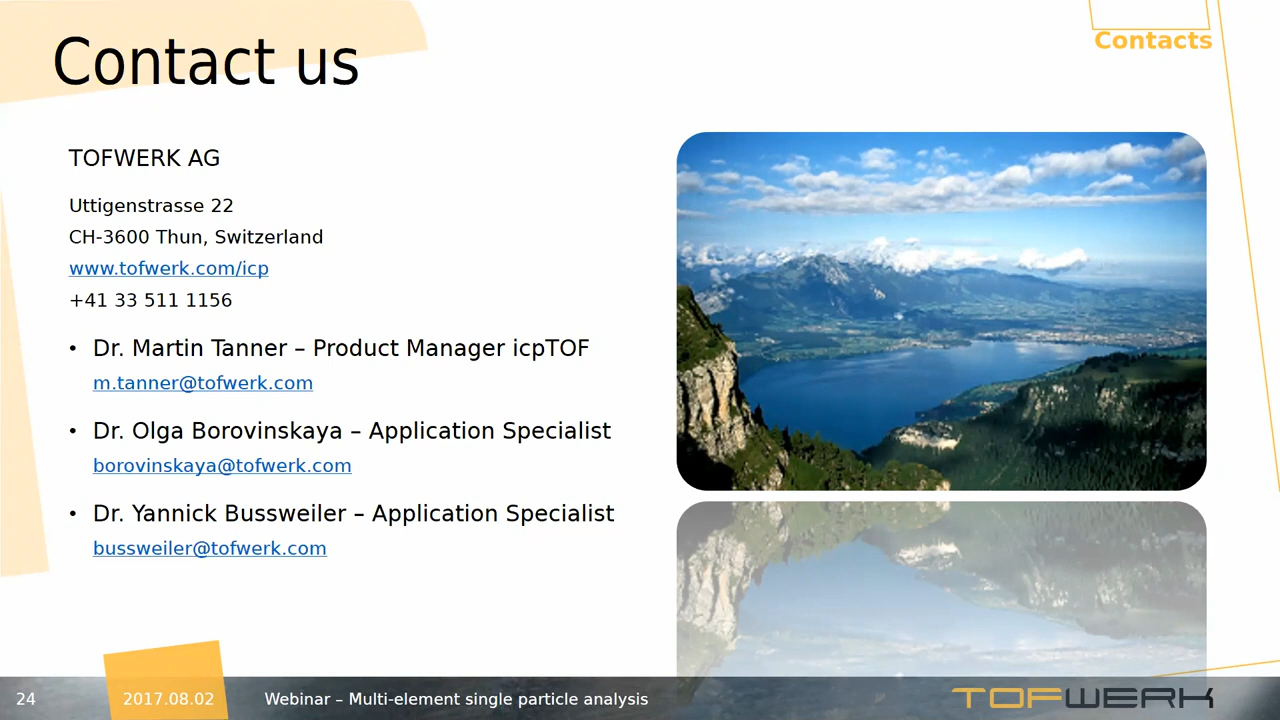 Contact us
Contacts
TOFWERK AG
Uttigenstrasse 22
CH-3600 Thun, Switzerland
www.tofwerk.com/icp
+41 33 511 1156
• Dr. Martin Tanner – Product Manager icpTOF
m.tanner@tofwerk.com
• Dr. Olga Borovinskaya – Application Specialist
borovinskaya@tofwerk.com
• Dr. Yannick Bussweiler – Application Specialist
bussweiler@tofwerk.com
24
2017.08.02
Webinar – Multi-element single particle analysis
TOFWERK